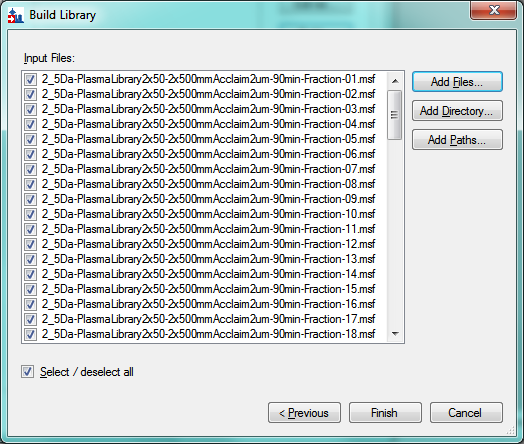 Build Library
Input Files:
2_5Da-PlasmaLibrary2x50-2x500mmAcclaim2um-90min-Fraction-01.msf
2_5Da-PlasmaLibrary2x50-2x500mmAcclaim2um-90min-Fraction-02.msf
2_5Da-PlasmaLibrary2x50-2x500mmAcclaim2um-90min-Fraction-03.msf
2_5Da-PlasmaLibrary2x50-2x500mmAcclaim2um-90min-Fraction-04.msf
2_5Da-PlasmaLibrary2x50-2x500mmAcclaim2um-90min-Fraction-05.msf
2_5Da-PlasmaLibrary2x50-2x500mmAcclaim2um-90min-Fraction-06.msf
2_5Da-PlasmaLibrary2x50-2x500mmAcclaim2um-90min-Fraction-07.msf
2_5Da-PlasmaLibrary2x50-2x500mmAcclaim2um-90min-Fraction-08.msf
2_5Da-PlasmaLibrary2x50-2x500mmAcclaim2um-90min-Fraction-09.msf
2_5Da-PlasmaLibrary2x50-2x500mmAcclaim2um-90min-Fraction-10.msf
2_5Da-PlasmaLibrary2x50-2x500mmAcclaim2um-90min-Fraction-11.msf
2_5Da-PlasmaLibrary2x50-2x500mmAcclaim2um-90min-Fraction-12.msf
2_5Da-PlasmaLibrary2x50-2x500mmAcclaim2um-90min-Fraction-13.msf
2_5Da-PlasmaLibrary2x50-2x500mmAcclaim2um-90min-Fraction-14.msf
2_5Da-PlasmaLibrary2x50-2x500mmAcclaim2um-90min-Fraction-15.msf
2_5Da-PlasmaLibrary2x50-2x500mmAcclaim2um-90min-Fraction-16.msf
2_5Da-PlasmaLibrary2x50-2x500mmAcclaim2um-90min-Fraction-17.msf
2_5Da-PlasmaLibrary2x50-2x500mmAcclaim2um-90min-Fraction-18.msf
Add Files...
Add Directory...
Add Paths...
Select / deselect all
< Previous
Finish
Cancel